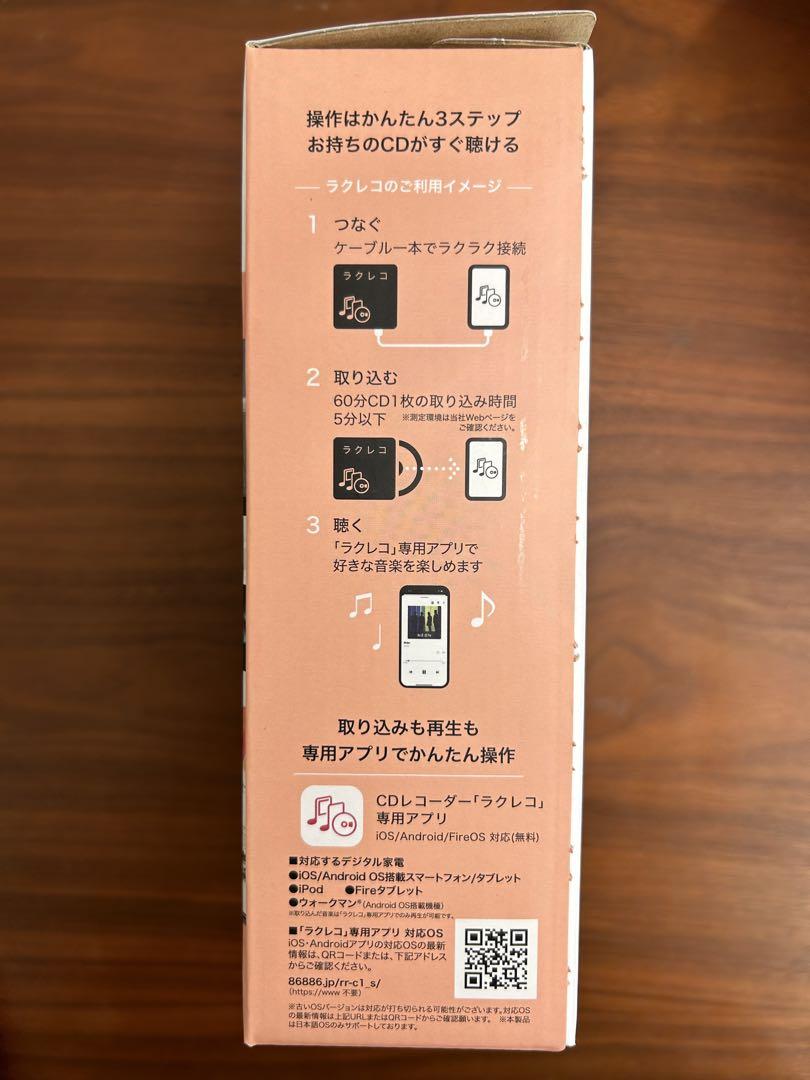 操作はかんたん3ステップ
お持ちのCDがすぐ聴ける
ラクレコのご利用イメージ
1 つなぐ
ケーブル一本でラクラク接続
ラクレコ
2 取り込む
60分CD1枚の取り込み時間
5分以下 ※測定環境は当社Webページを
ご確認ください。
ラクレコ
3 聴く
「ラクレコ」専用アプリで
好きな音楽を楽しめます
取り込みも再生も
専用アプリでかんたん操作
CDレコーダー「ラクレコ」
専用アプリ
iOS/Android/FireOS 対応(無料)
■対応するデジタル家電
●iOS/Android OS搭載スマートフォン/タブレット
●iPod ●Fireタブレット
●ウォークマン®(Android OS搭載機種)
※取り込んだ音楽は「ラクレコ」専用アプリでのみ再生が可能です。
■「ラクレコ」専用アプリ 対応OS
iOS・Androidアプリの対応OSの最新
情報は、QRコードまたは、下記アドレス
からご確認ください。
86886.jp/rr-c1_s/
(https://www 不要)
※古いOSバージョンは対応が打ち切られる可能性がございます。対応OS
の最新情報は上記URLまたはQRコードからご確認願います。 ※本製品
は日本語OSのみサポートしております。